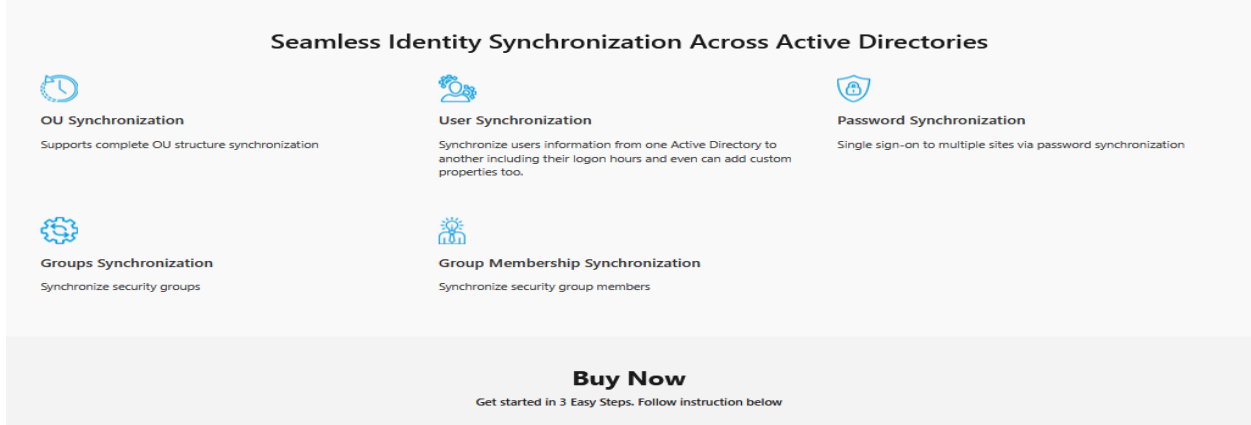 Seamless Identity Synchronization Across Active Directories
OU Synchronization
Supports complete OU structure synchronization
User Synchronization
Synchronize users information from one Active Directory to
another including their logon hours and even can add custom
properties too.
Password Synchronization
Single sign-on to multiple sites via password synchronization
Groups Synchronization
Synchronize security groups
Group Membership Synchronization
Synchronize security group members
Buy Now
Get started in 3 Easy Steps. Follow instruction below